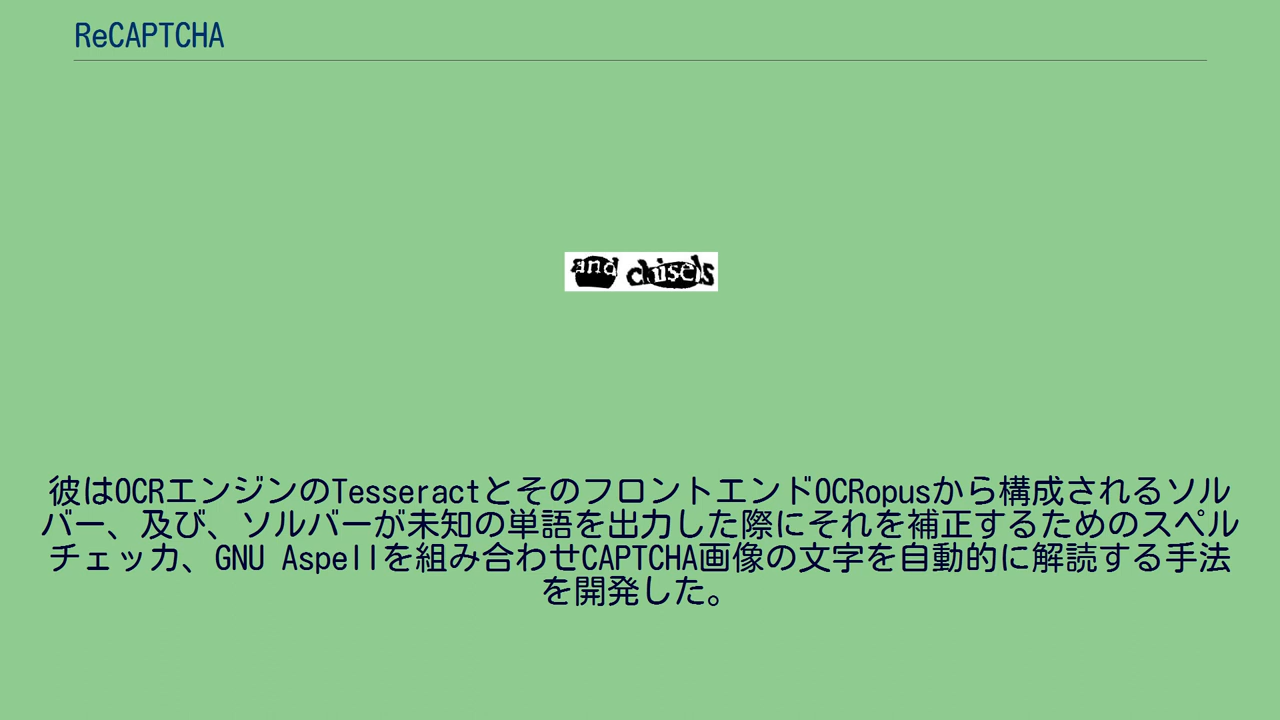 ReCAPTCHA
and chisels
彼はOCRエンジンのTesseractとそのフロントエンドOCRopusから構成されるソル
バー、及び、ソルバーが未知の単語を出力した際にそれを補正するためのスペル
チェッカ、GNU Aspellを組み合わせCAPTCHA画像の文字を自動的に解読する手法
を開発した。